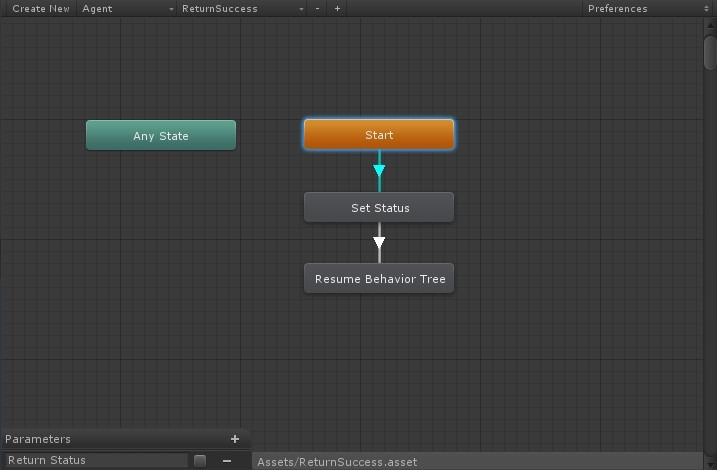 Create New Agent ReturnSuccess - + Preferences
Any State
Start
Set Status
Resume Behavior Tree
Parameters +
Return Status -
Assets/ReturnSuccess.asset